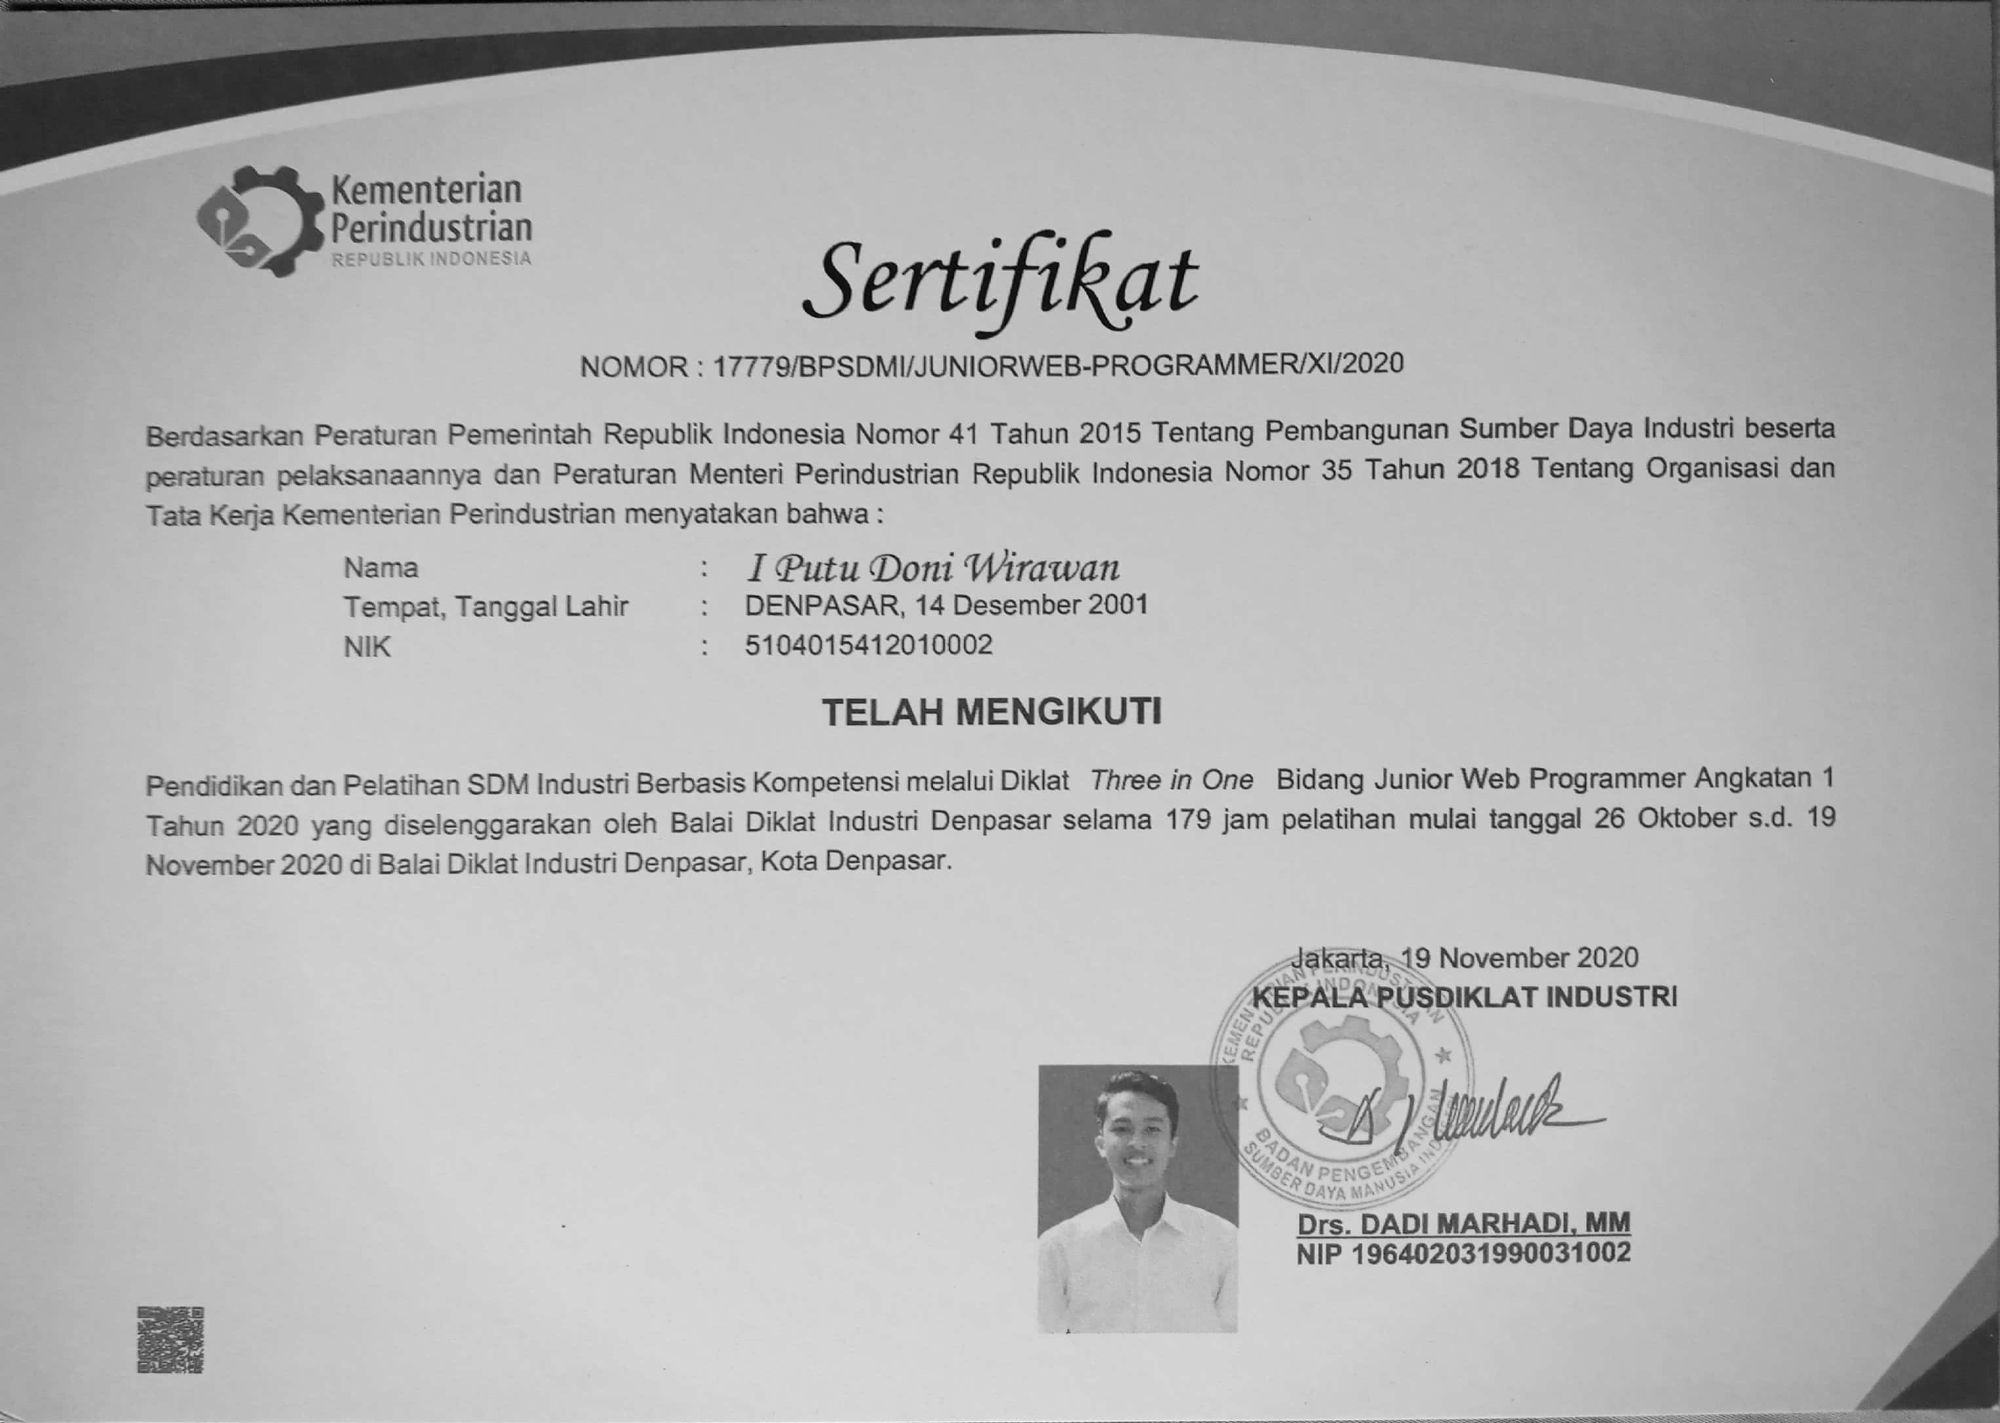 Kementerian
Perindustrian
REPUBLIK INDONESIA
Sertifikat
NOMOR : 17779/BPSDMI/JUNIORWEB-PROGRAMMER/XI/2020
Berdasarkan Peraturan Pemerintah Republik Indonesia Nomor 41 Tahun 2015 Tentang Pembangunan Sumber Daya Industri beserta
peraturan pelaksanaannya dan Peraturan Menteri Perindustrian Republik Indonesia Nomor 35 Tahun 2018 Tentang Organisasi dan
Tata Kerja Kementerian Perindustrian menyatakan bahwa :
Nama : I Putu Doni Wirawan
Tempat, Tanggal Lahir : DENPASAR, 14 Desember 2001
NIK : 5104015412010002
TELAH MENGIKUTI
Pendidikan dan Pelatihan SDM Industri Berbasis Kompetensi melalui Diklat Three in One Bidang Junior Web Programmer Angkatan 1
Tahun 2020 yang diselenggarakan oleh Balai Diklat Industri Denpasar selama 179 jam pelatihan mulai tanggal 26 Oktober s.d. 19
November 2020 di Balai Diklat Industri Denpasar, Kota Denpasar.
Jakarta, 19 November 2020
KEPALA PUSDIKLAT INDUSTRI
KEMENTERIAN PERINDUSTRIAN
REPUBLIK INDONESIA
BADAN PENGEMBANGAN
SUMBER DAYA MANUSIA
Drs. DADI MARHADI, MM
NIP 196402031990031002